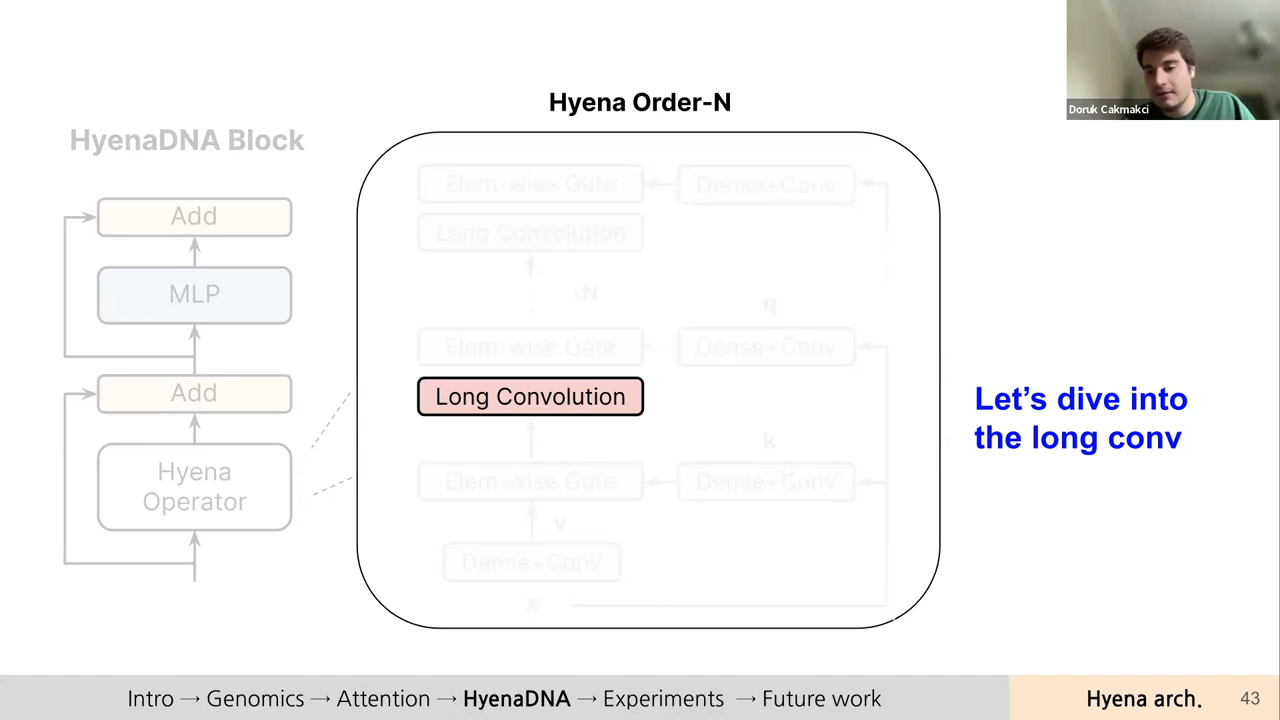 Doruk Cakmakci
Hyena Order-N
HyenaDNA Block
Add
MLP
Add
Hyena
Operator
Elem-wise Gate
Dense+Conv
Long Convolution
xN
q
Elem-wise Gate
Dense+Conv
Long Convolution
k
Elem-wise Gate
Dense+Conv
v
Dense+Conv
x
Let’s dive into
the long conv
Intro → Genomics → Attention → HyenaDNA → Experiments → Future work
Hyena arch.
43